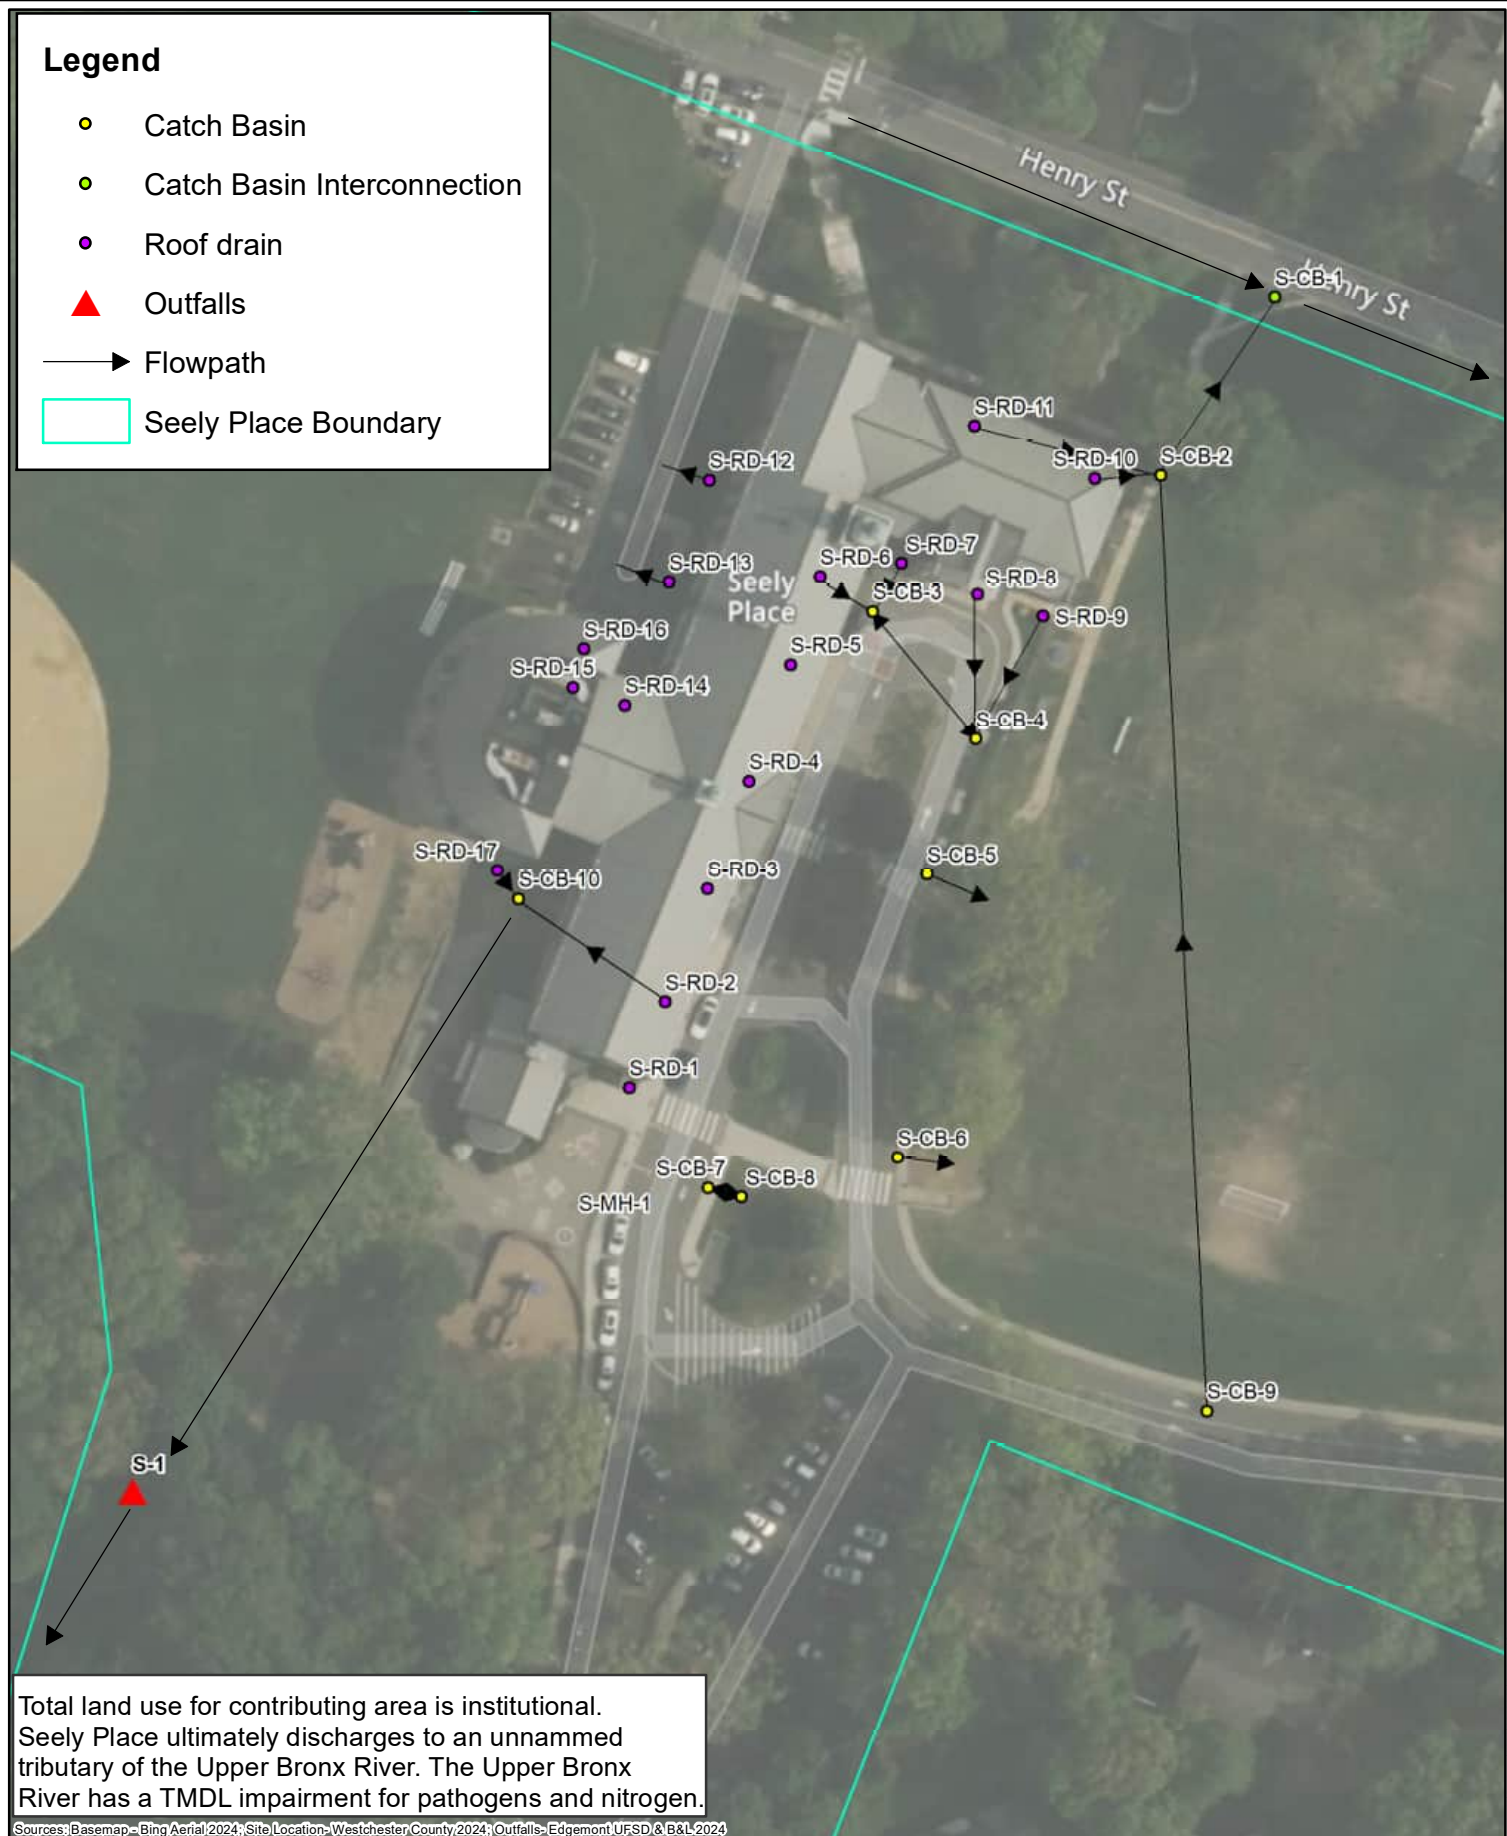 Legend
Catch Basin
Catch Basin Interconnection
Roof drain
Outfalls
Flowpath
Seely Place Boundary
Henry St
S-CB-1
Henry St
S-RD-11
S-RD-10
S-CB-2
S-RD-12
S-RD-13
Seely
Place
S-RD-6
S-RD-7
S-CB-3
S-RD-8
S-RD-9
S-RD-16
S-RD-5
S-RD-15
S-RD-14
S-CB-4
S-RD-4
S-RD-17
S-CB-10
S-RD-3
S-CB-5
S-RD-2
S-RD-1
S-CB-6
S-CB-7
S-CB-8
S-MH-1
S-CB-9
S-1
Total land use for contributing area is institutional.
Seely Place ultimately discharges to an unnammed
tributary of the Upper Bronx River. The Upper Bronx
River has a TMDL impairment for pathogens and nitrogen.
Sources: Basemap - Bing Aerial 2024; Site Location- Westchester County 2024; Outfalls- Edgemont UFSD & B&L 2024